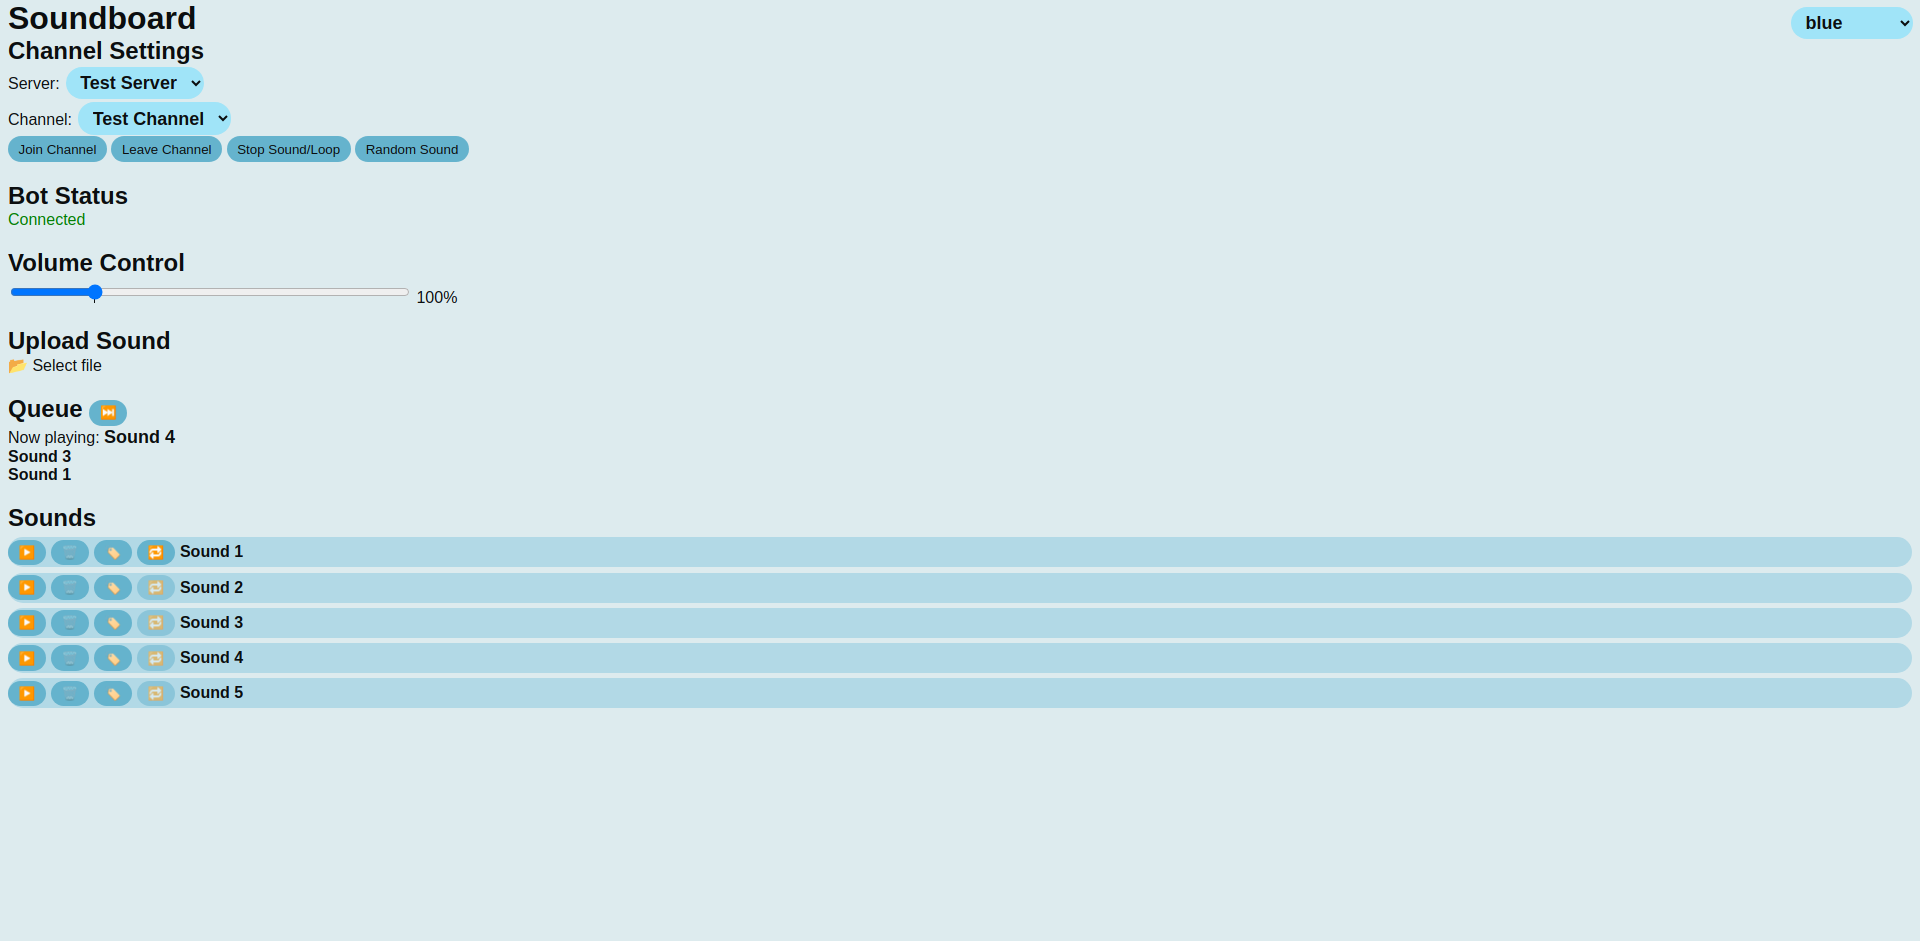 Soundboard
blue
Channel Settings
Server: Test Server
Channel: Test Channel
Join Channel Leave Channel Stop Sound/Loop Random Sound
Bot Status
Connected
Volume Control
100%
Upload Sound
📂 Select file
Queue ⏭️
Now playing: Sound 4
Sound 3
Sound 1
Sounds
▶️ 🗑️ 🏷️ 🔁 Sound 1
▶️ 🗑️ 🏷️ 🔁 Sound 2
▶️ 🗑️ 🏷️ 🔁 Sound 3
▶️ 🗑️ 🏷️ 🔁 Sound 4
▶️ 🗑️ 🏷️ 🔁 Sound 5